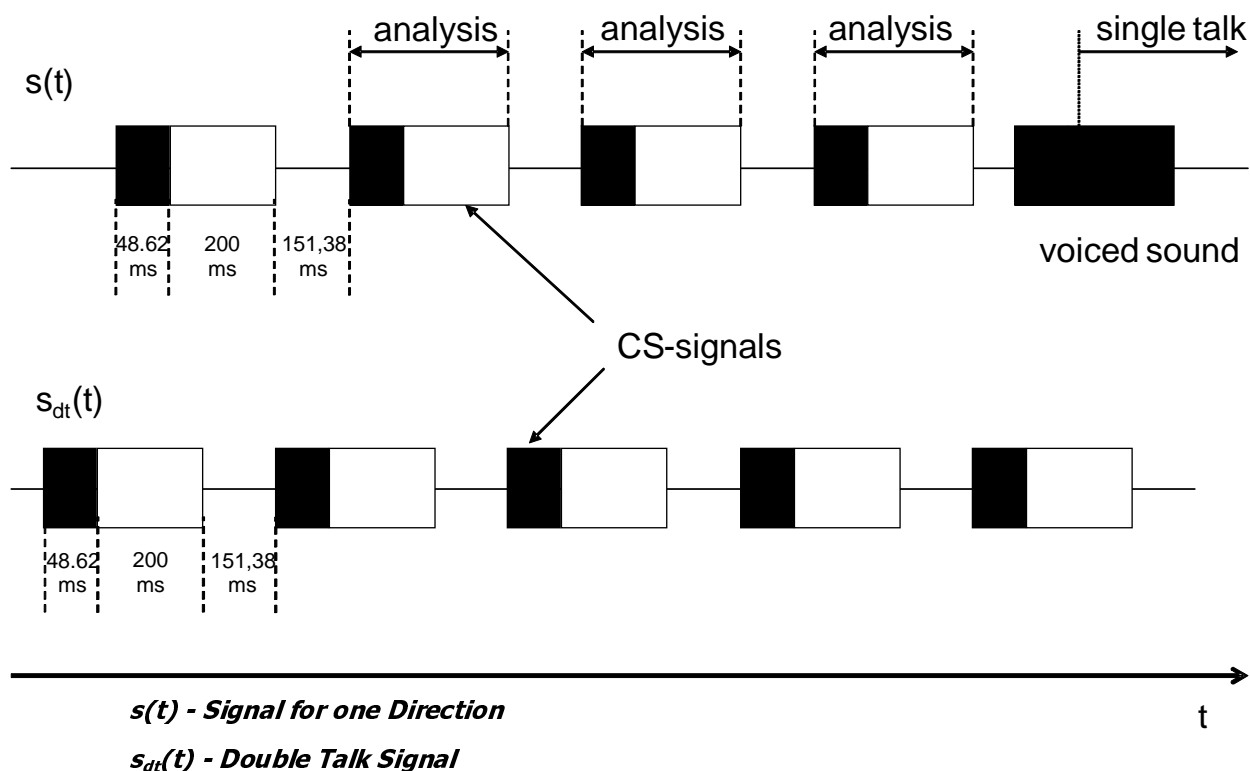 analysis analysis analysis single talk
s(t)
48.62 200 151,38
ms ms ms
voiced sound
CS-signals
s_dt(t)
48.62 200 151,38
ms ms ms
t
s(t) - Signal for one Direction
s_dt(t) - Double Talk Signal